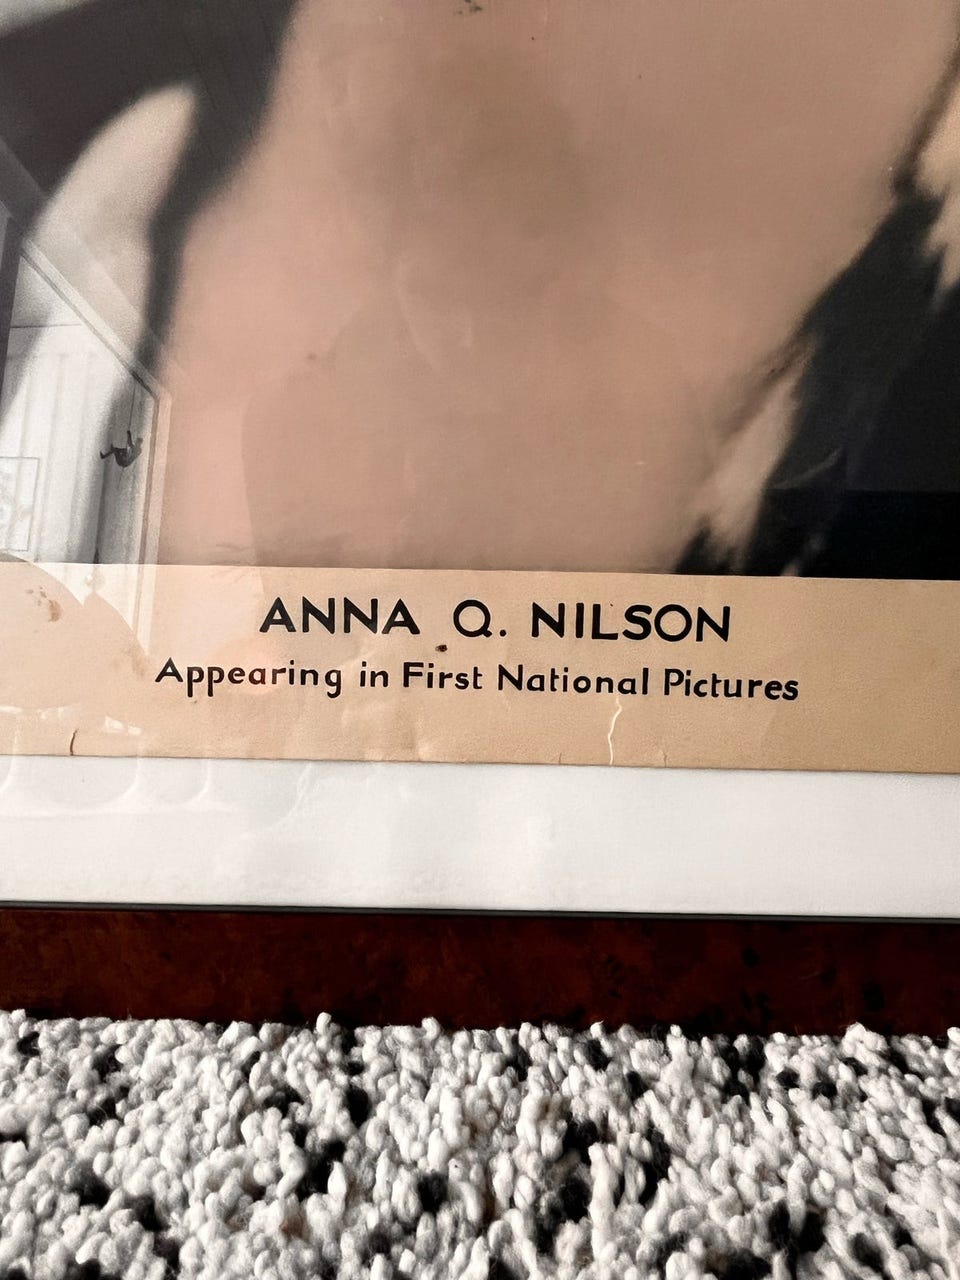 ANNA Q. NILSON
Appearing in First National Pictures